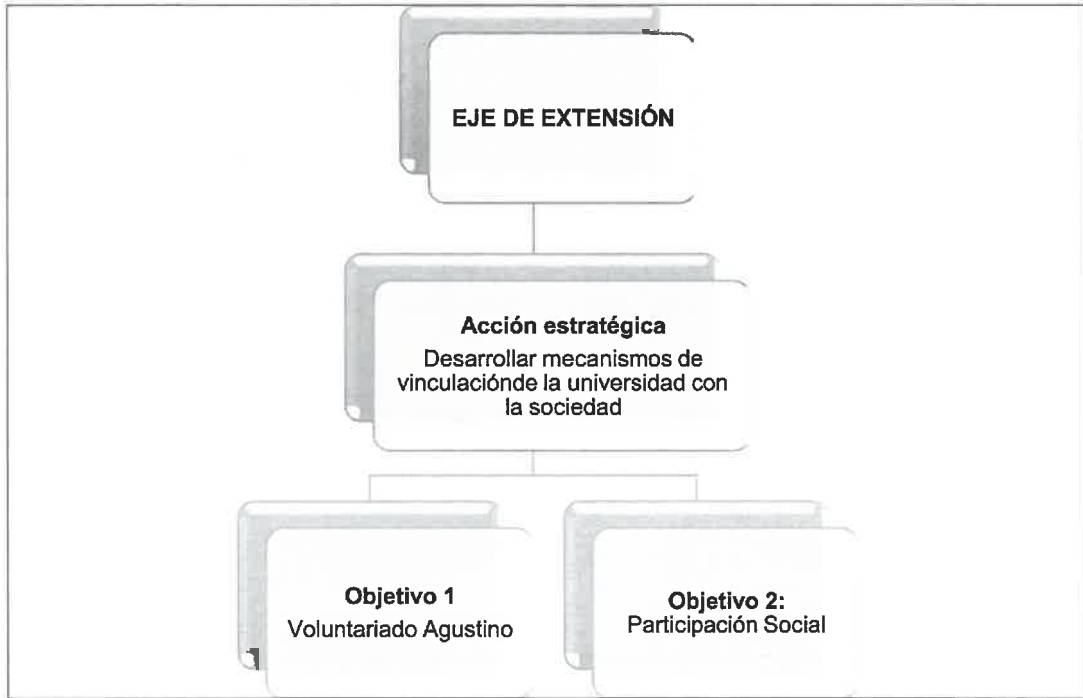 EJE DE EXTENSIÓN
Acción estratégica
Desarrollar mecanismos de
vinculaciónde la universidad con
la sociedad
Objetivo 1
Voluntariado Agustino
Objetivo 2:
Participación Social